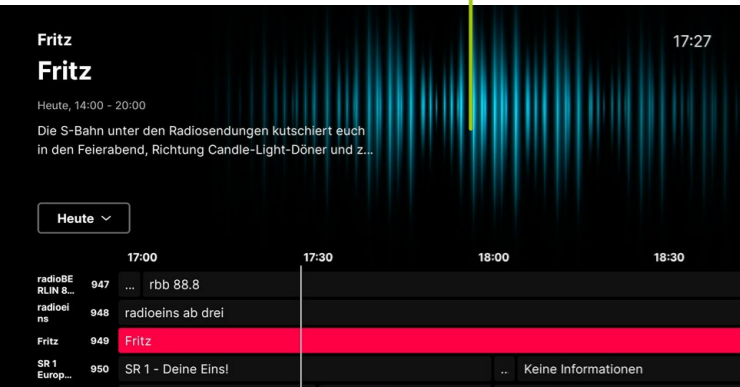 Fritz
17:27
Fritz
Heute, 14:00 - 20:00
Die S-Bahn unter den Radiosendungen kutschiert euch
in den Feierabend, Richtung Candle-Light-Döner und z...
Heute
17:00 17:30 18:00 18:30
radioBE
RLIN 8... 947 ... rbb 88.8
radioei
ns 948 radioeins ab drei
Fritz 949 Fritz
SR 1
Europ... 950 SR 1 - Deine Eins! .. Keine Informationen